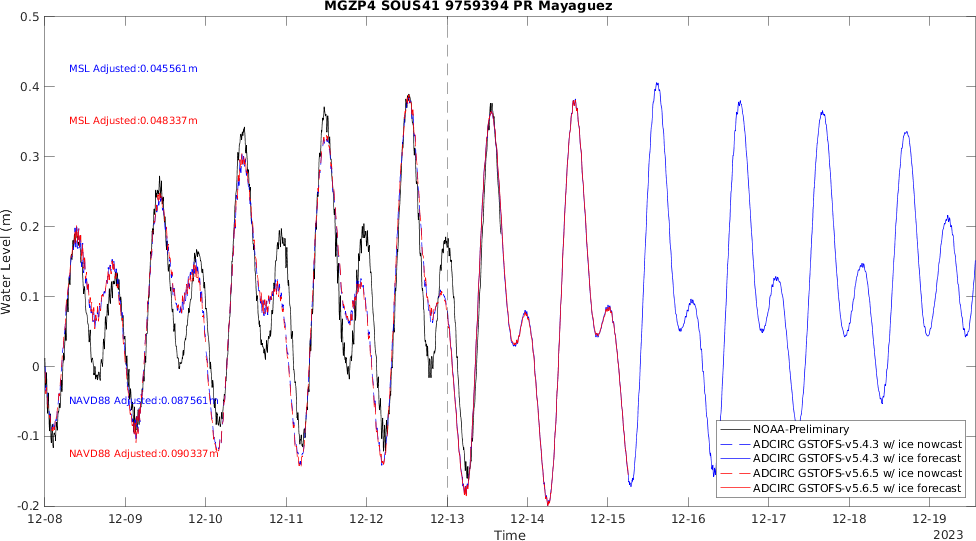 MGZP4 SOUS41 9759394 PR Mayaguez
0.5
0.4
0.3
0.2
0.1
0
-0.1
-0.2
Water Level (m)
MSL Adjusted:0.045561m
MSL Adjusted:0.048337m
NAVD88 Adjusted:0.087561m
NAVD88 Adjusted:0.090337m
NOAA-Preliminary
ADCIRC GSTOFS-v5.4.3 w/ ice nowcast
ADCIRC GSTOFS-v5.4.3 w/ ice forecast
ADCIRC GSTOFS-v5.6.5 w/ ice nowcast
ADCIRC GSTOFS-v5.6.5 w/ ice forecast
12-08 12-09 12-10 12-11 12-12 12-13 12-14 12-15 12-16 12-17 12-18 12-19
Time
2023